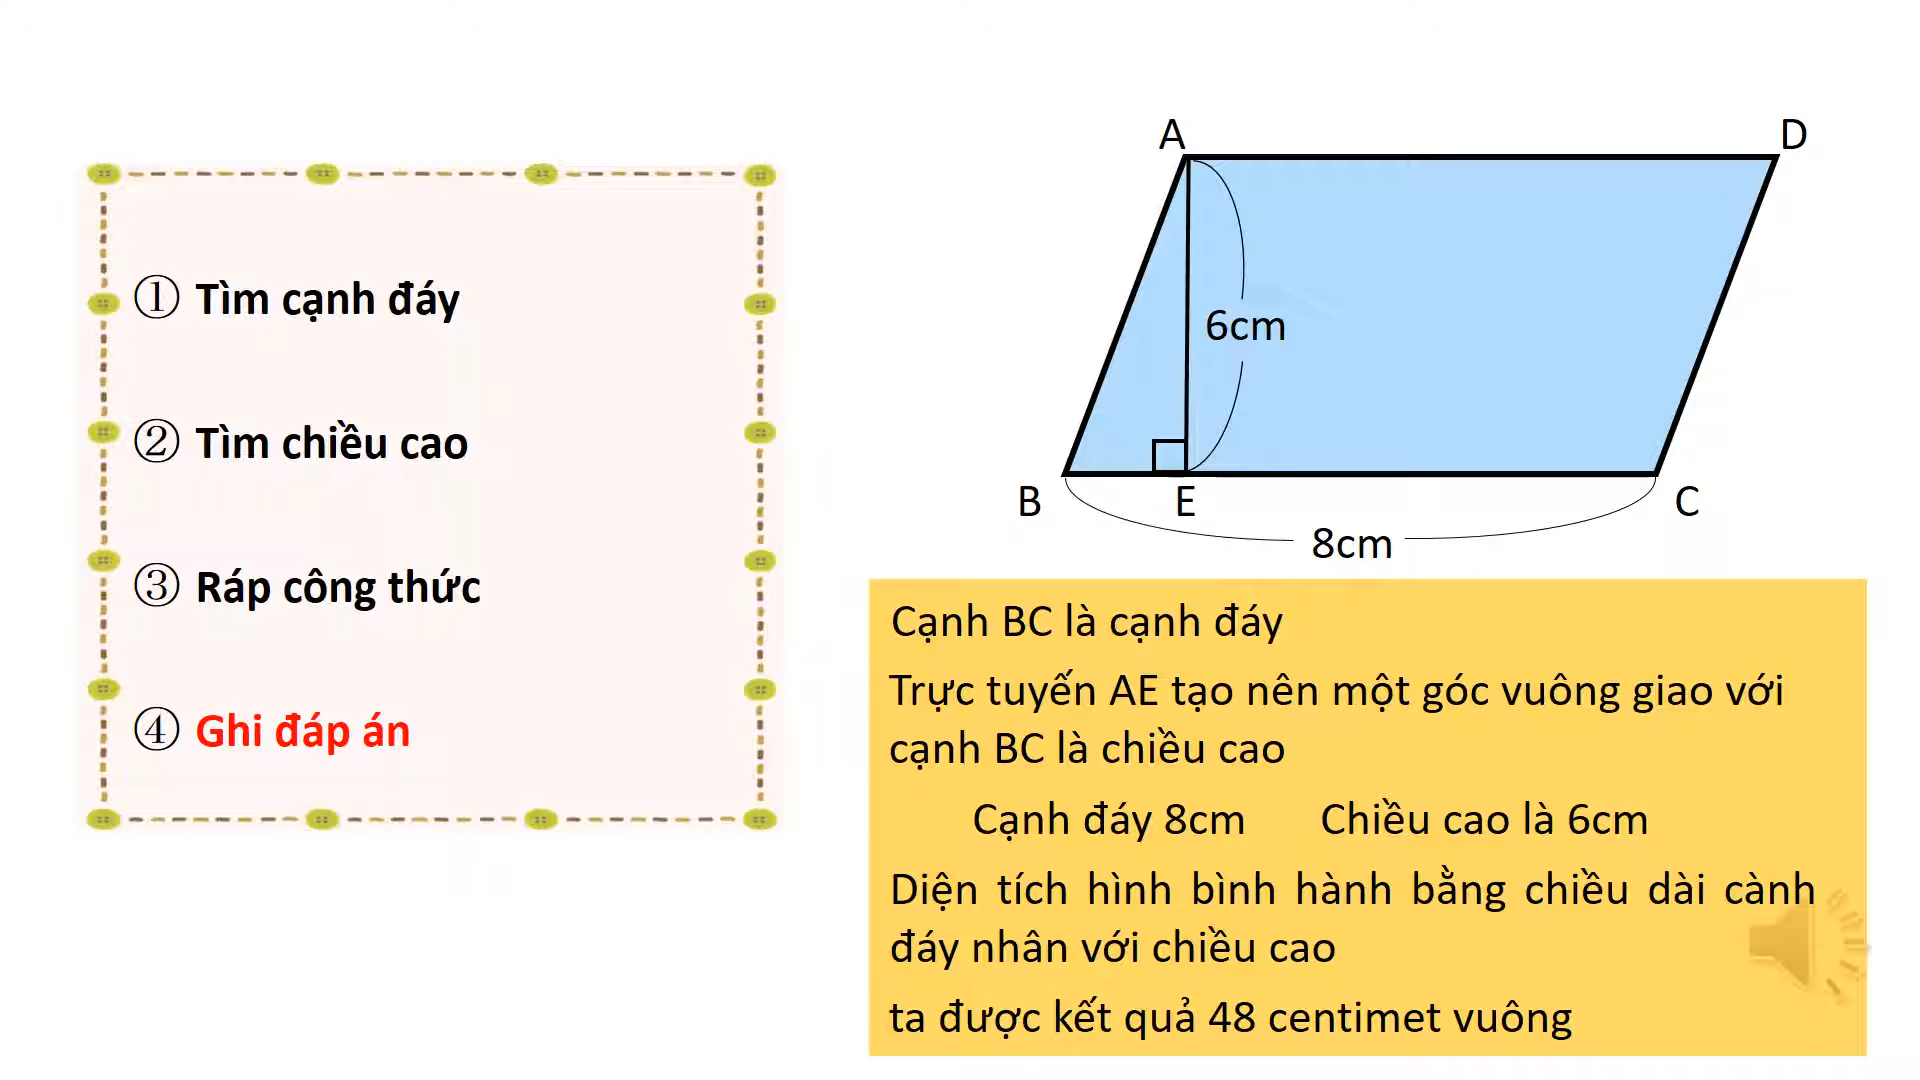 ① Tìm cạnh đáy
② Tìm chiều cao
③ Ráp công thức
④ Ghi đáp án
A
D
6cm
B
E
C
8cm
Cạnh BC là cạnh đáy
Trực tuyến AE tạo nên một góc vuông giao với
cạnh BC là chiều cao
Cạnh đáy 8cm Chiều cao là 6cm
Diện tích hình bình hành bằng chiều dài cành
đáy nhân với chiều cao
ta được kết quả 48 centimet vuông